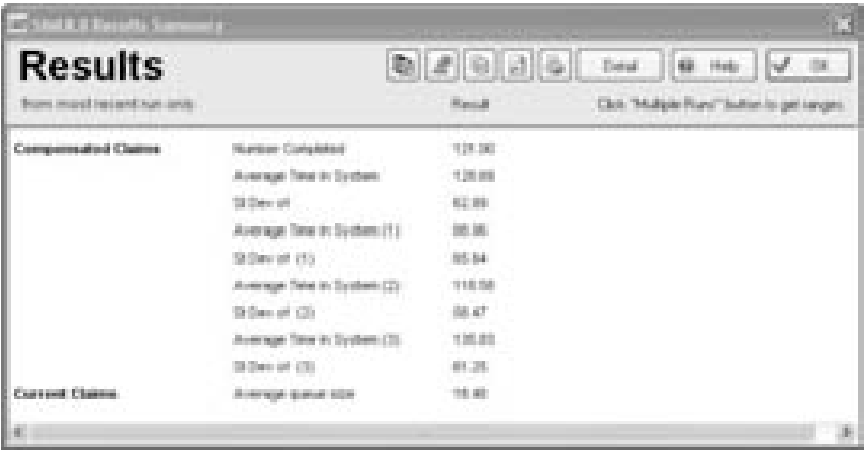 SIMUL8 Results Summary
Results
Detail Help OK
from most recent run only Result Click "Multiple Runs" button to get ranges
Compensated Claims Number Completed 121.00
Average Time in System
St Dev of 62.89
Average Time in System (1)
St Dev of (1)
Average Time in System (2)
St Dev of (2)
Average Time in System (3)
St Dev of (3) 61.25
Current Claims Average queue size